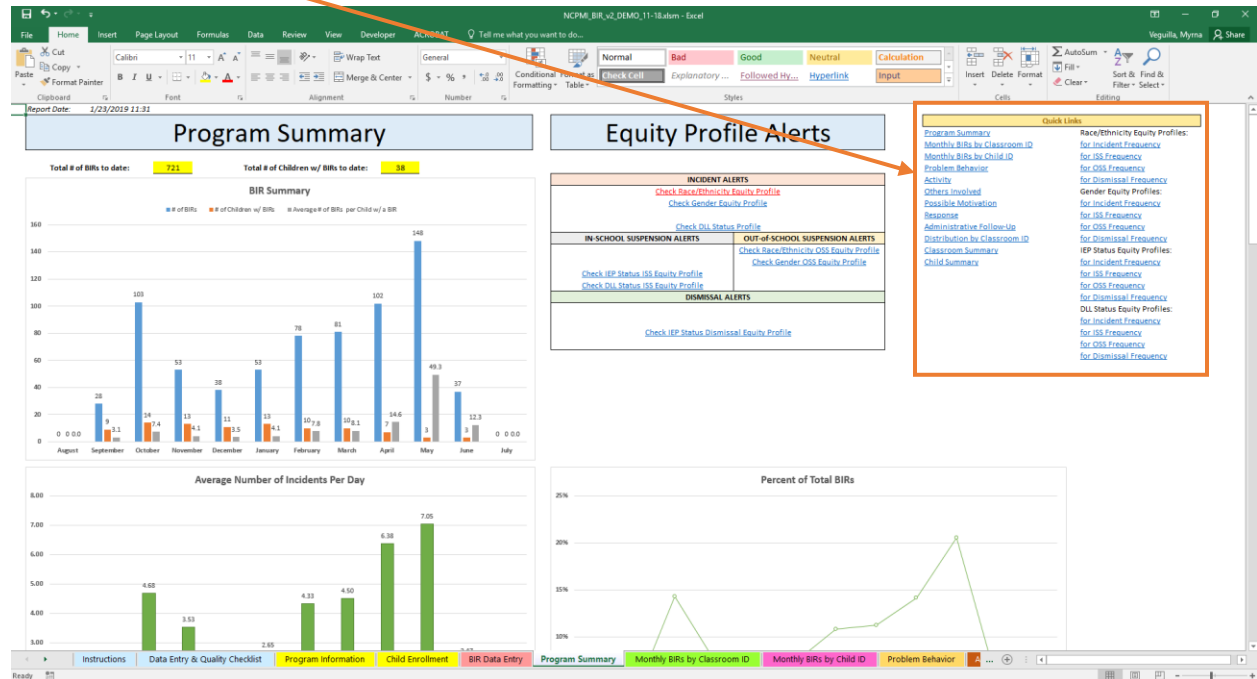 NCPMI_BIR_v2_DEMO_11-18.xlsm - Excel
File Home Insert Page Layout Formulas Data Review View Developer ACROBAT Tell me what you want to do... Veguilla, Myrna Share
Paste Cut Copy Format Painter
Clipboard
Calibri 11
B I U
Font
Wrap Text
Merge & Center
Alignment
General
$ % ,
Number
Conditional Formatting Format as Table
Normal Bad Good Neutral Calculation
Check Cell Explanatory ... Followed Hy... Hyperlink Input
Styles
Insert Delete Format
Cells
AutoSum
Fill
Clear
Sort & Filter Find & Select
Editing
Report Date: 1/23/2019 11:31
Program Summary
Total # of BIRs to date: 721 Total # of Children w/ BIRs to date: 38
BIR Summary
# of BIRs # of Children w/ BIRs Average # of BIRs per Child w/ a BIR
160
140
120
100
80
60
40
20
0
0 0 0.0
28 9 3.1
103 14 7.4
53 13 4.1
38 11 3.5
53 13 4.1
78 10 7.8
81 10 8.1
102 7 14.6
148 3 49.3
37 3 12.3
0 0 0.0
August September October November December January February March April May June July
Equity Profile Alerts
INCIDENT ALERTS
Check Race/Ethnicity Equity Profile
Check Gender Equity Profile
Check DLL Status Profile
IN-SCHOOL SUSPENSION ALERTS
Check IEP Status ISS Equity Profile
Check DLL Status ISS Equity Profile
OUT-of-SCHOOL SUSPENSION ALERTS
Check Race/Ethnicity OSS Equity Profile
Check Gender OSS Equity Profile
DISMISSAL ALERTS
Check IEP Status Dismissal Equity Profile
Quick Links
Program Summary
Monthly BIRs by Classroom ID
Monthly BIRs by Child ID
Problem Behavior
Activity
Others Involved
Possible Motivation
Response
Administrative Follow-Up
Distribution by Classroom ID
Classroom Summary
Child Summary
Race/Ethnicity Equity Profiles:
for Incident Frequency
for ISS Frequency
for OSS Frequency
for Dismissal Frequency
Gender Equity Profiles:
for Incident Frequency
for ISS Frequency
for OSS Frequency
for Dismissal Frequency
IEP Status Equity Profiles:
for Incident Frequency
for ISS Frequency
for OSS Frequency
for Dismissal Frequency
DLL Status Equity Profiles:
for Incident Frequency
for ISS Frequency
for OSS Frequency
for Dismissal Frequency
Average Number of Incidents Per Day
8.00
7.00
6.00
5.00
4.00
3.00
4.68
3.53
2.65
4.33
4.50
6.38
7.05
Percent of Total BIRs
25%
20%
15%
10%
Instructions Data Entry & Quality Checklist Program Information Child Enrollment BIR Data Entry Program Summary Monthly BIRs by Classroom ID Monthly BIRs by Child ID Problem Behavior A ...
Ready